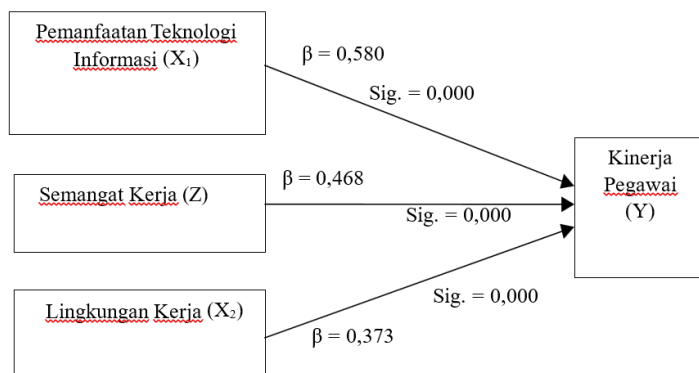 Pemanfaatan Teknologi
Informasi (X₁)
β = 0,580
Sig. = 0,000
Semangat Kerja (Z)
β = 0,468
Sig. = 0,000
Kinerja
Pegawai
(Y)
Lingkungan Kerja (X₂)
Sig. = 0,000
β = 0,373